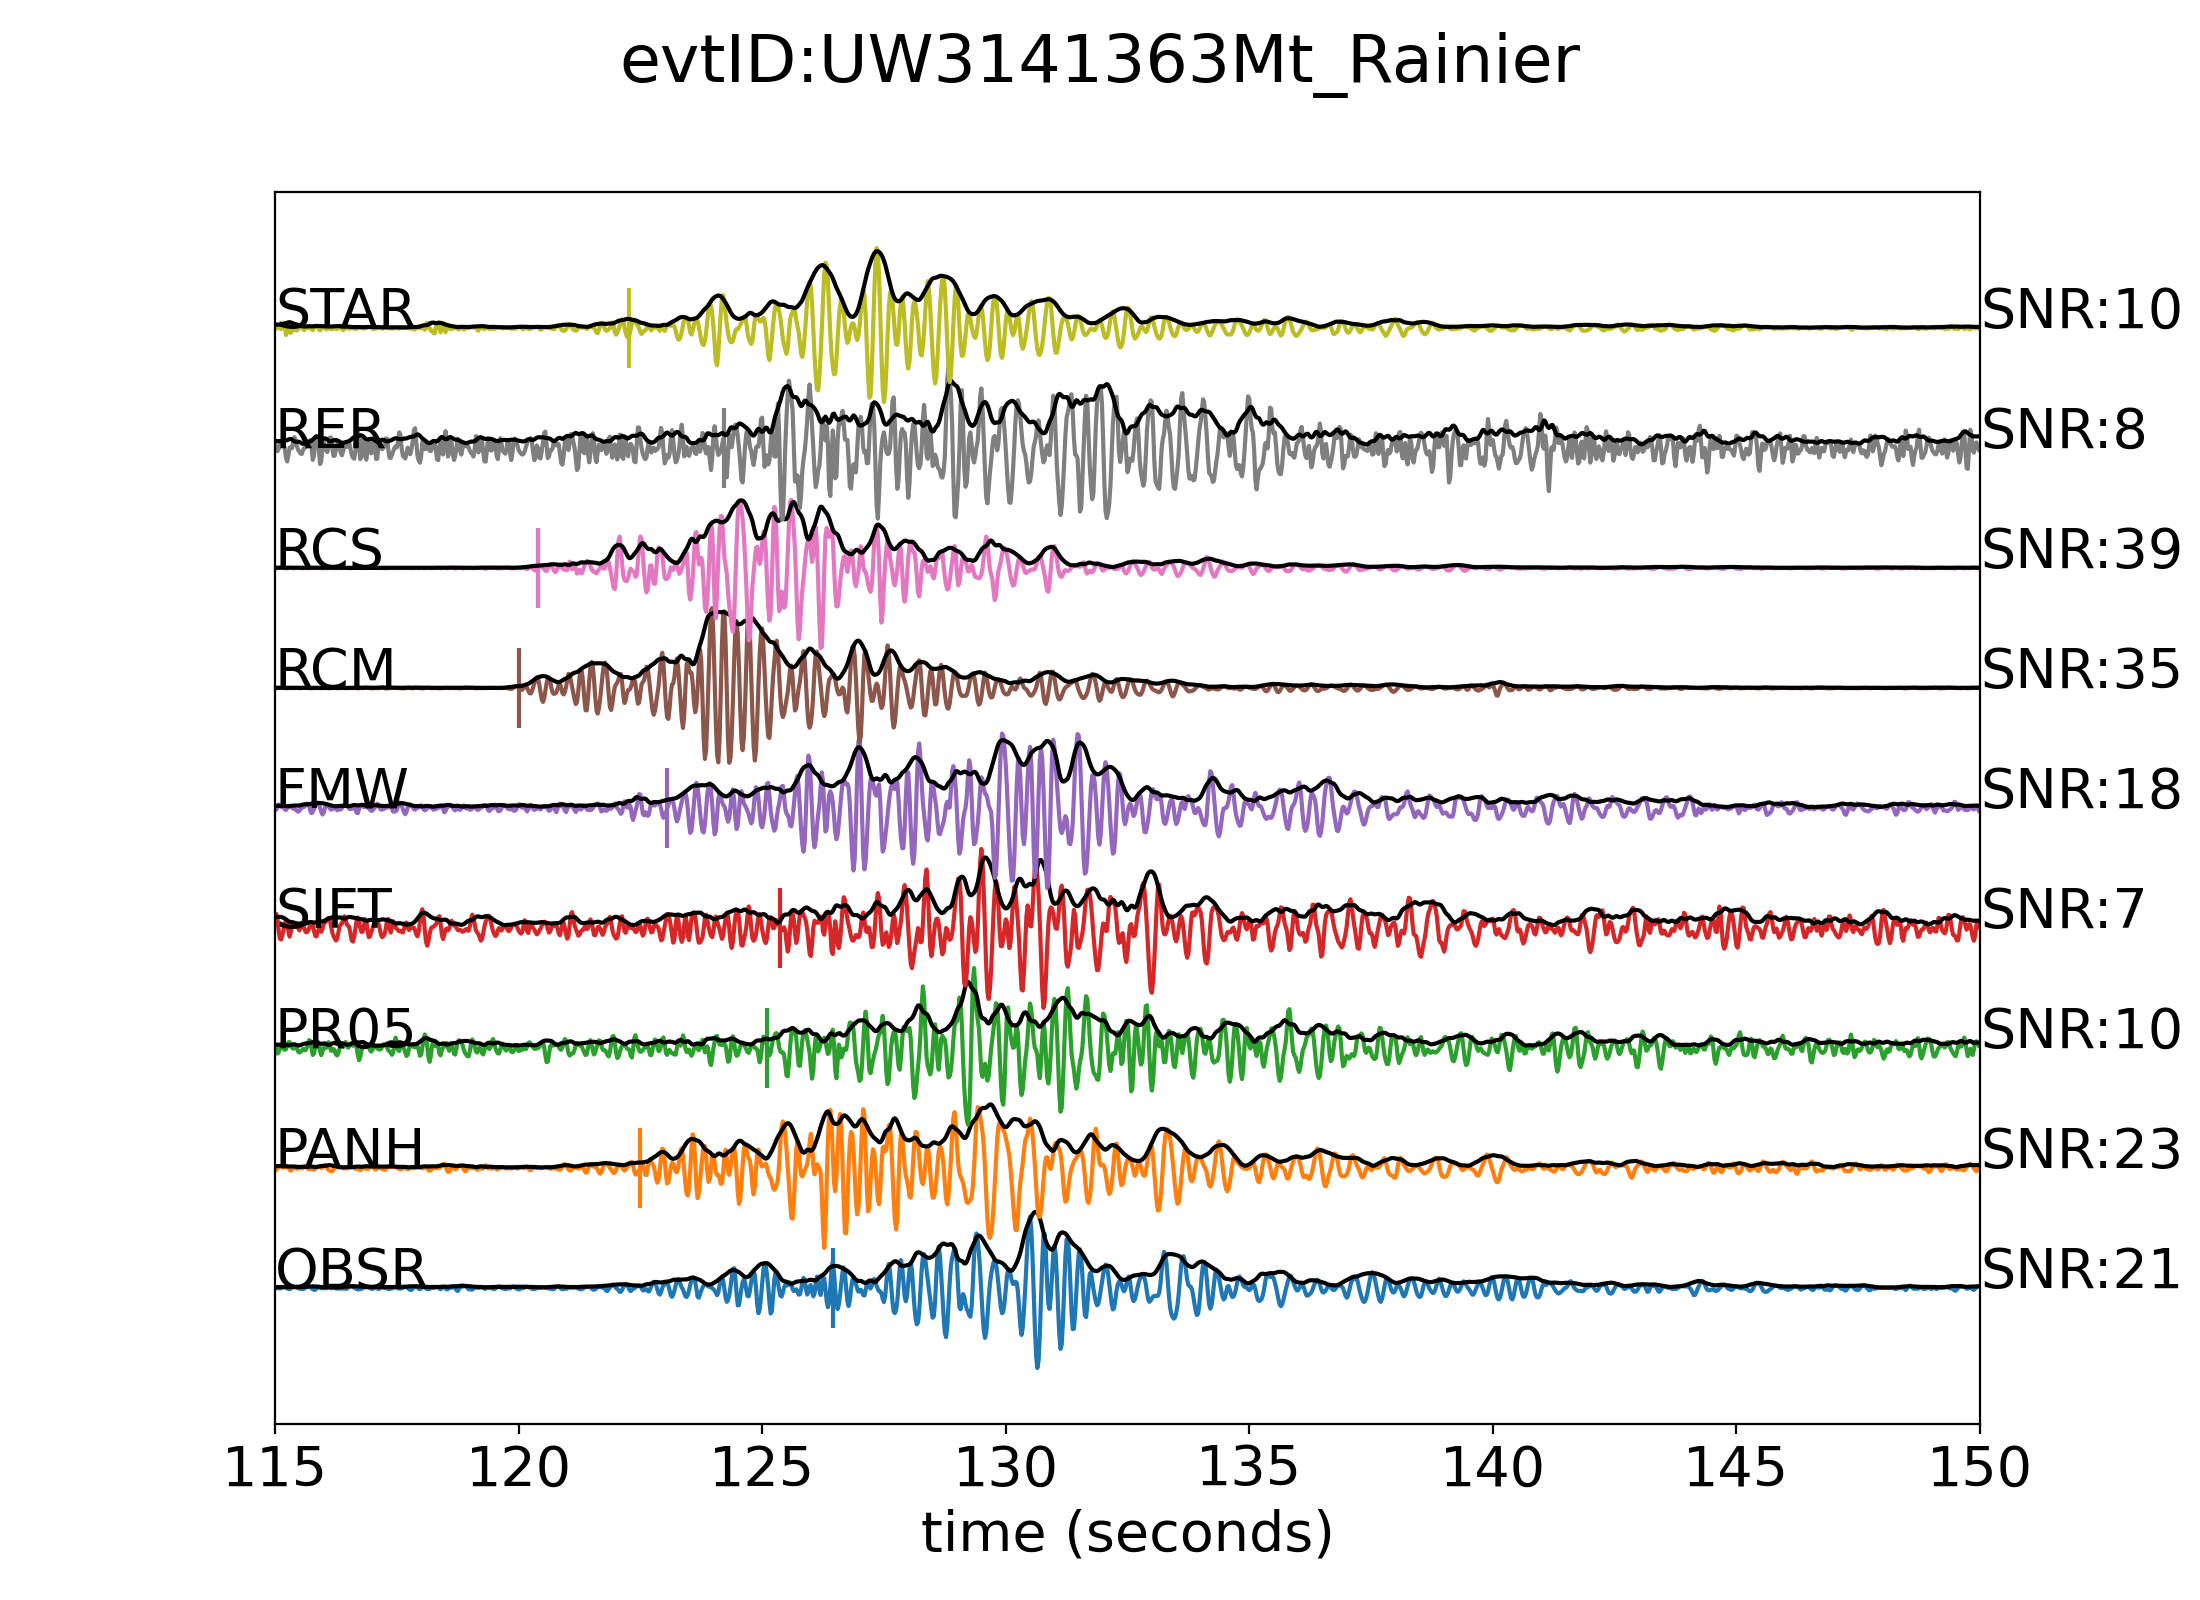 evtID:UW3141363Mt_Rainier
STAR SNR:10
RER SNR:8
RCS SNR:39
RCM SNR:35
FMW SNR:18
SIFT SNR:7
PR05 SNR:10
PANH SNR:23
OBSR SNR:21
115 120 125 130 135 140 145 150
time (seconds)